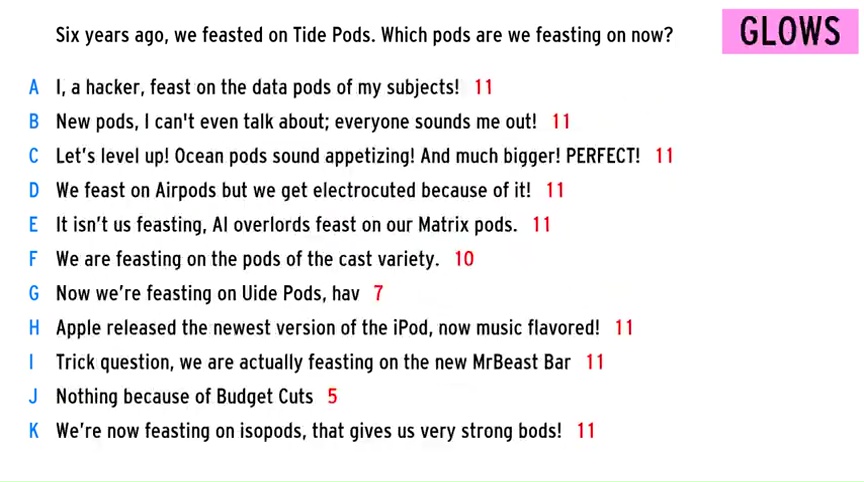 Six years ago, we feasted on Tide Pods. Which pods are we feasting on now?
GLOWS
A I, a hacker, feast on the data pods of my subjects! 11
B New pods, I can't even talk about; everyone sounds me out! 11
C Let's level up! Ocean pods sound appetizing! And much bigger! PERFECT! 11
D We feast on Airpods but we get electrocuted because of it! 11
E It isn't us feasting, AI overlords feast on our Matrix pods. 11
F We are feasting on the pods of the cast variety. 10
G Now we're feasting on Uide Pods, hav 7
H Apple released the newest version of the iPod, now music flavored! 11
I Trick question, we are actually feasting on the new MrBeast Bar 11
J Nothing because of Budget Cuts 5
K We're now feasting on isopods, that gives us very strong bods! 11